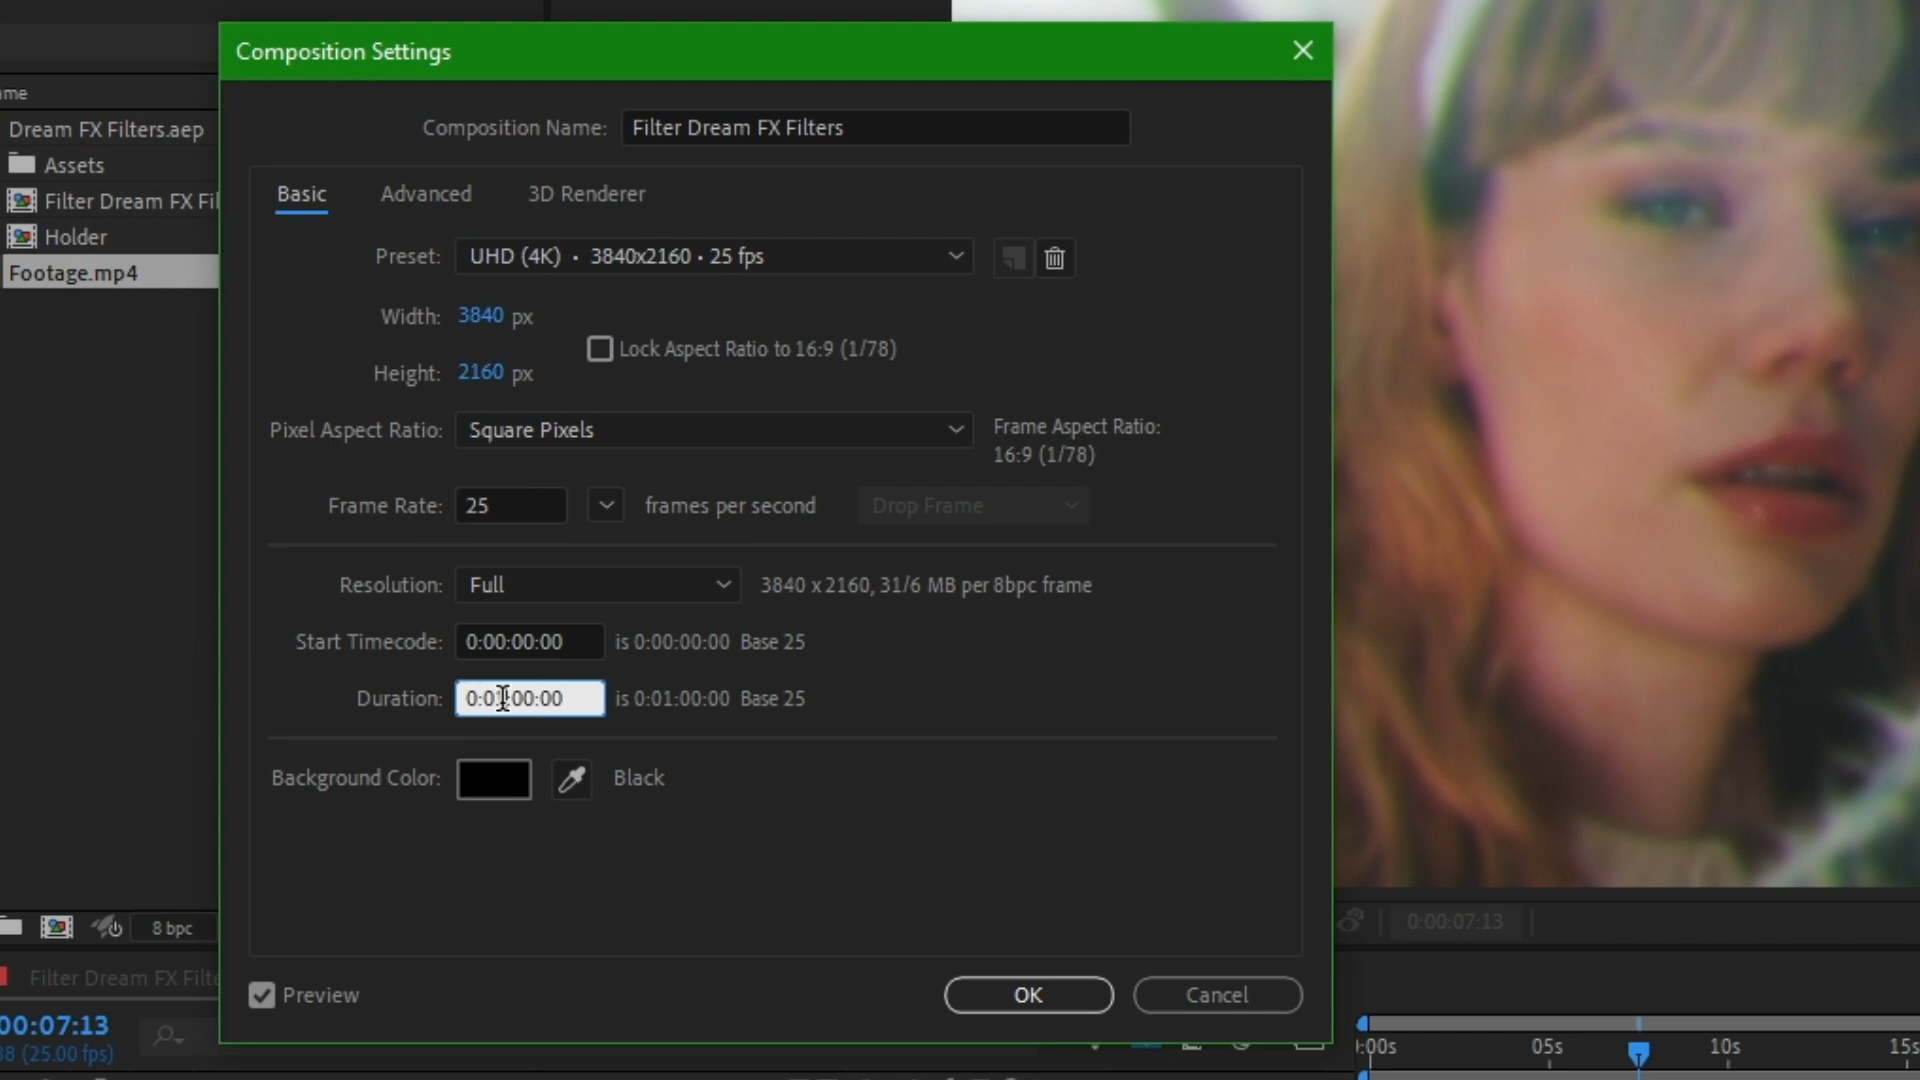 Composition Settings
me
Dream FX Filters.aep
Assets
Filter Dream FX Fil
Holder
Footage.mp4
Composition Name: Filter Dream FX Filters
Basic Advanced 3D Renderer
Preset: UHD (4K) • 3840x2160 • 25 fps
Width: 3840 px
Lock Aspect Ratio to 16:9 (1/78)
Height: 2160 px
Pixel Aspect Ratio: Square Pixels
Frame Aspect Ratio:
16:9 (1/78)
Frame Rate: 25 frames per second Drop Frame
Resolution: Full 3840 x 2160, 31/6 MB per 8bpc frame
Start Timecode: 0:00:00:00 is 0:00:00:00 Base 25
Duration: 0:01:00:00 is 0:01:00:00 Base 25
Background Color: Black
8 bpc
0:00:07:13
Filter Dream FX Filte
Preview OK Cancel
00:07:13
38 (25.00 fps)
:00s 05s 10s 15s